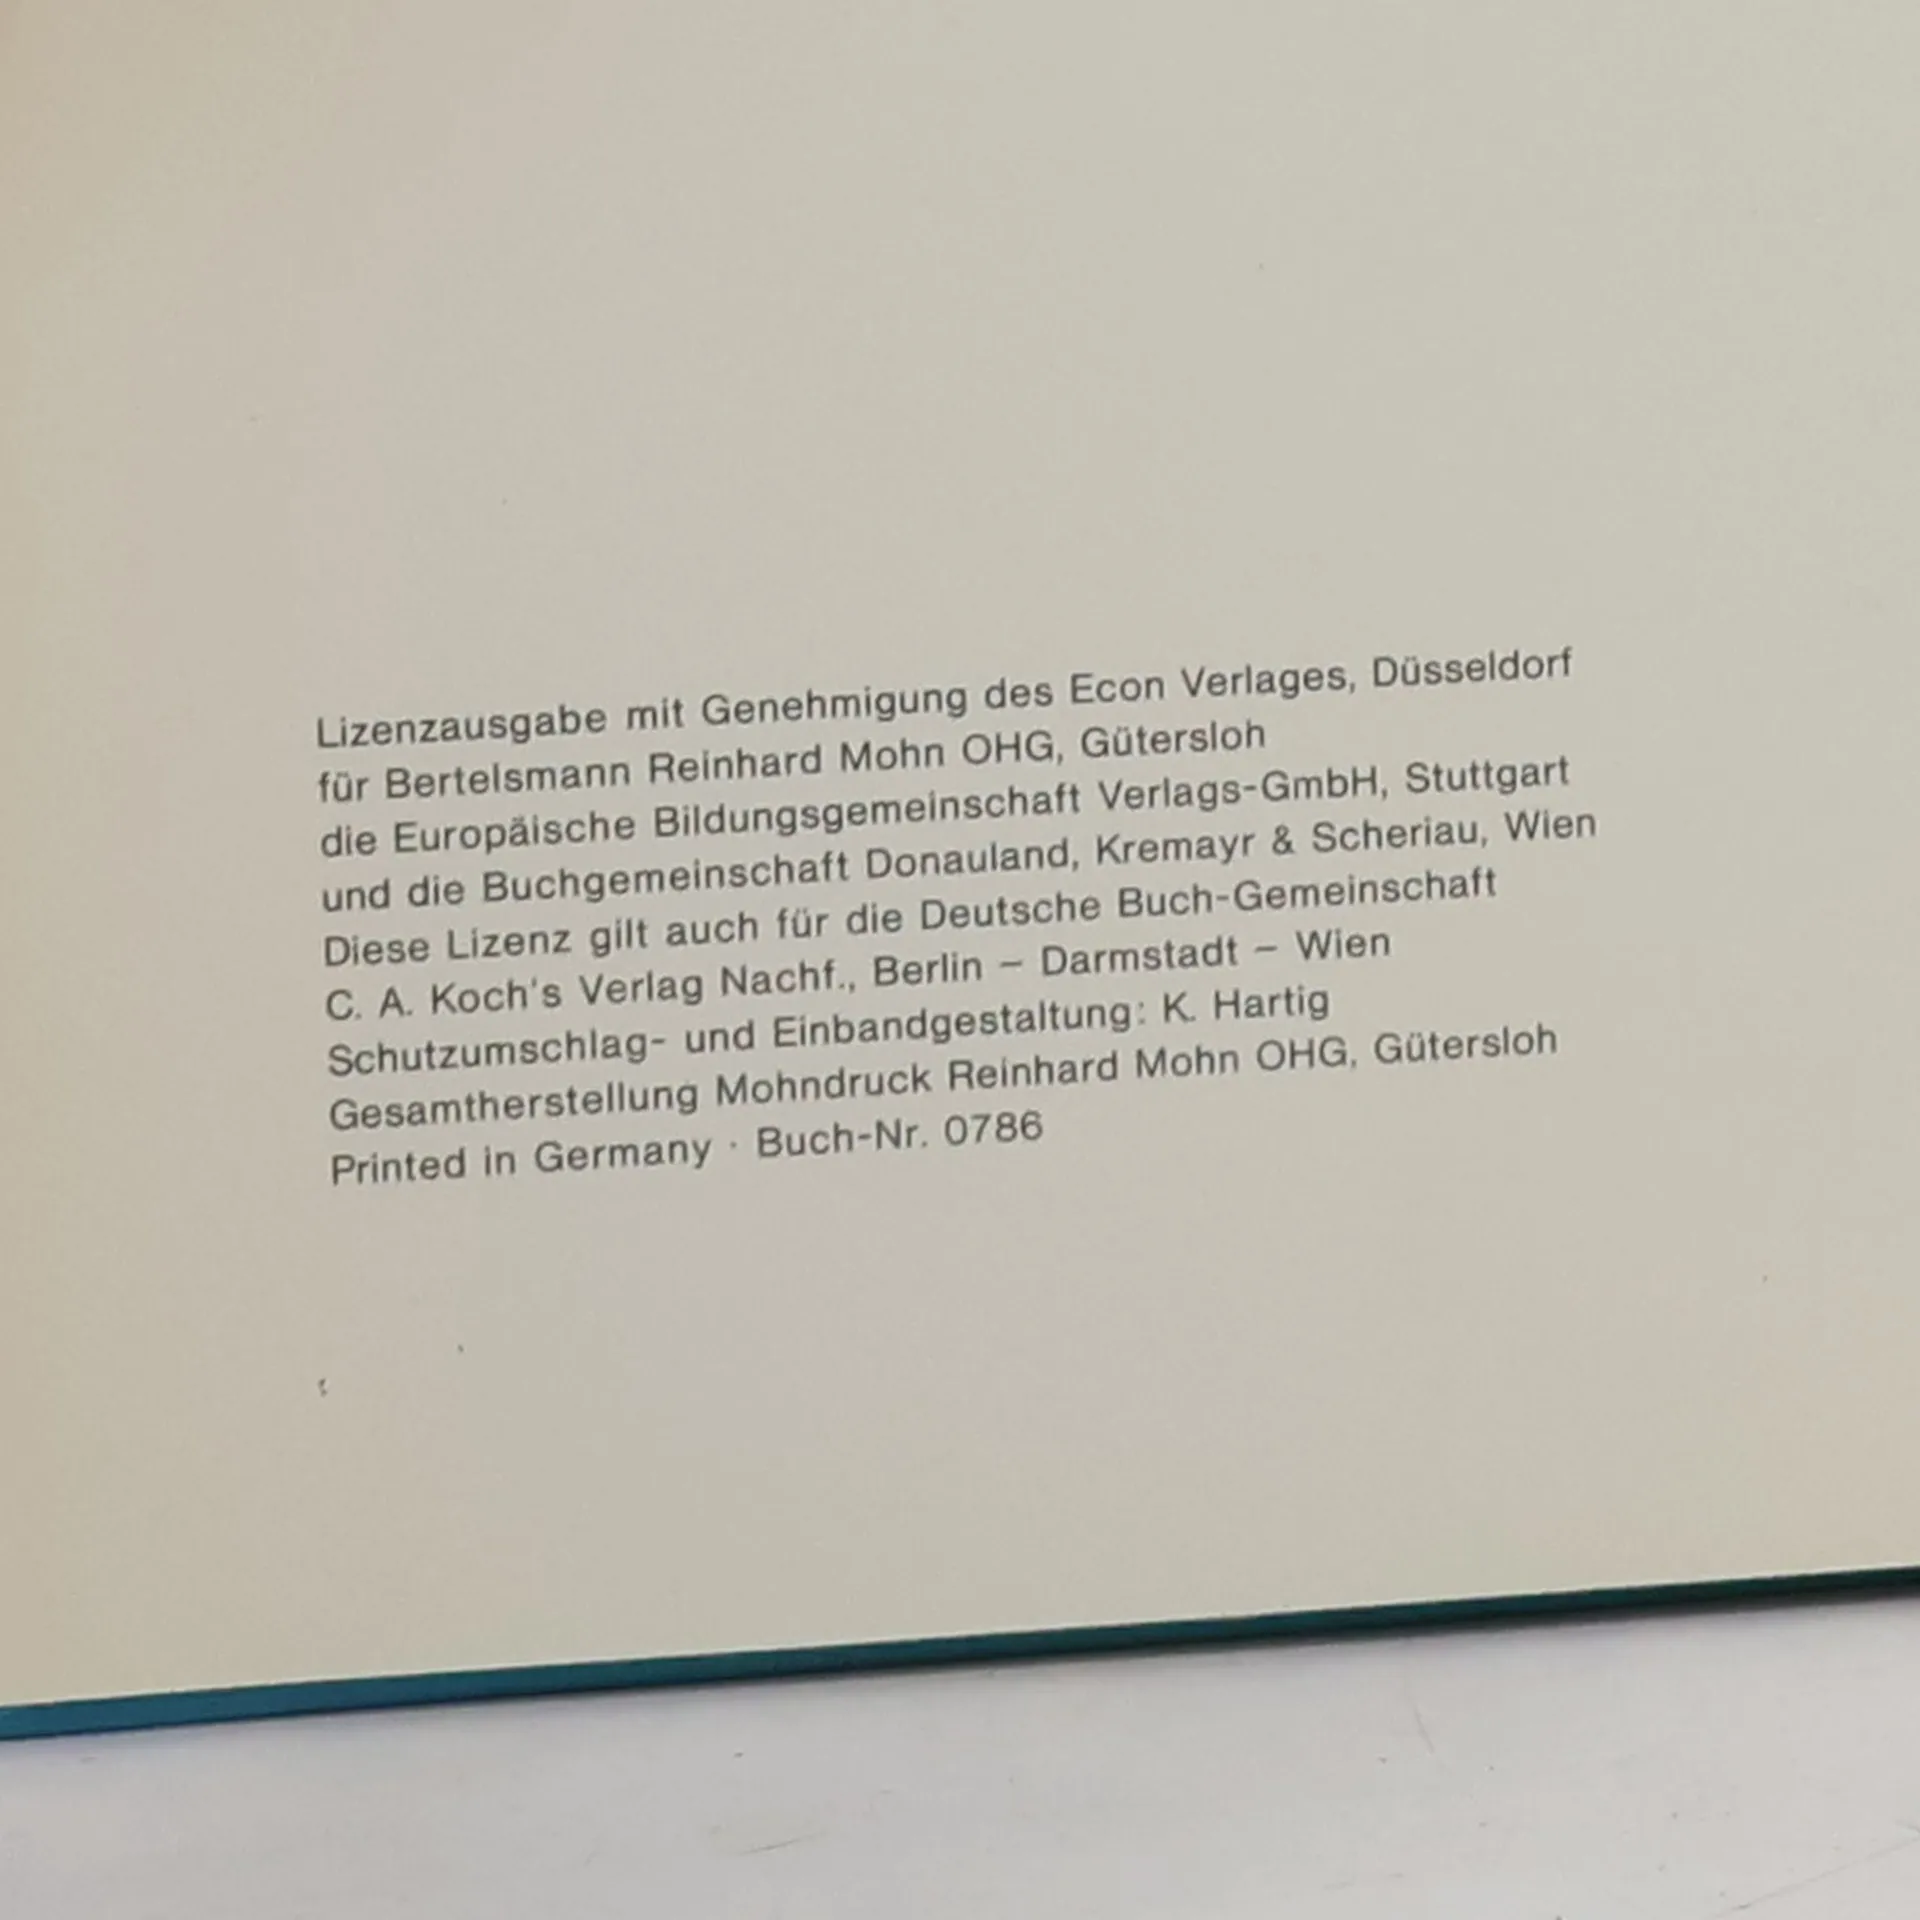 Lizenzausgabe mit Genehmigung des Econ Verlages, Düsseldorf
für Bertelsmann Reinhard Mohn OHG, Gütersloh
die Europäische Bildungsgemeinschaft Verlags-GmbH, Stuttgart
und die Buchgemeinschaft Donauland, Kremayr & Scheriau, Wien
Diese Lizenz gilt auch für die Deutsche Buch-Gemeinschaft
C. A. Koch's Verlag Nachf., Berlin – Darmstadt – Wien
Schutzumschlag- und Einbandgestaltung: K. Hartig
Gesamtherstellung Mohndruck Reinhard Mohn OHG, Gütersloh
Printed in Germany · Buch-Nr. 0786